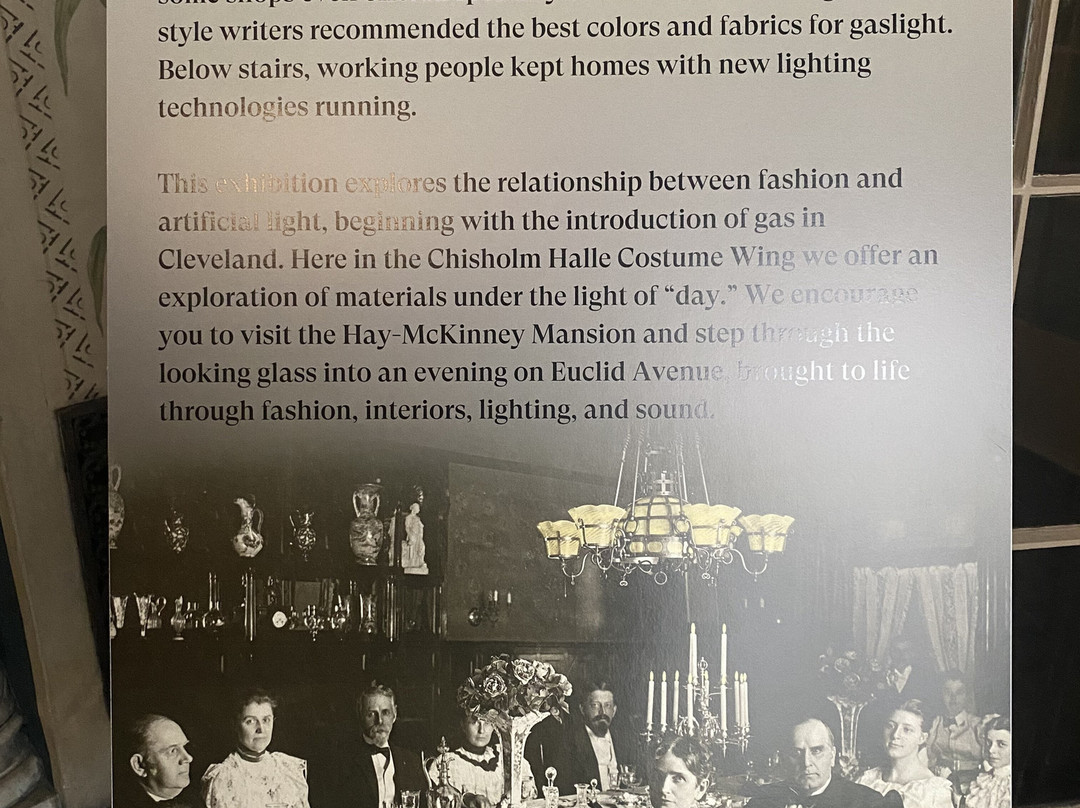 style writers recommended the best colors and fabrics for gaslight.
Below stairs, working people kept homes with new lighting
technologies running.
This exhibition explores the relationship between fashion and
artificial light, beginning with the introduction of gas in
Cleveland. Here in the Chisholm Halle Costume Wing we offer an
exploration of materials under the light of “day.” We encourage
you to visit the Hay-McKinney Mansion and step through the
looking glass into an evening on Euclid Avenue, brought to life
through fashion, interiors, lighting, and sound.